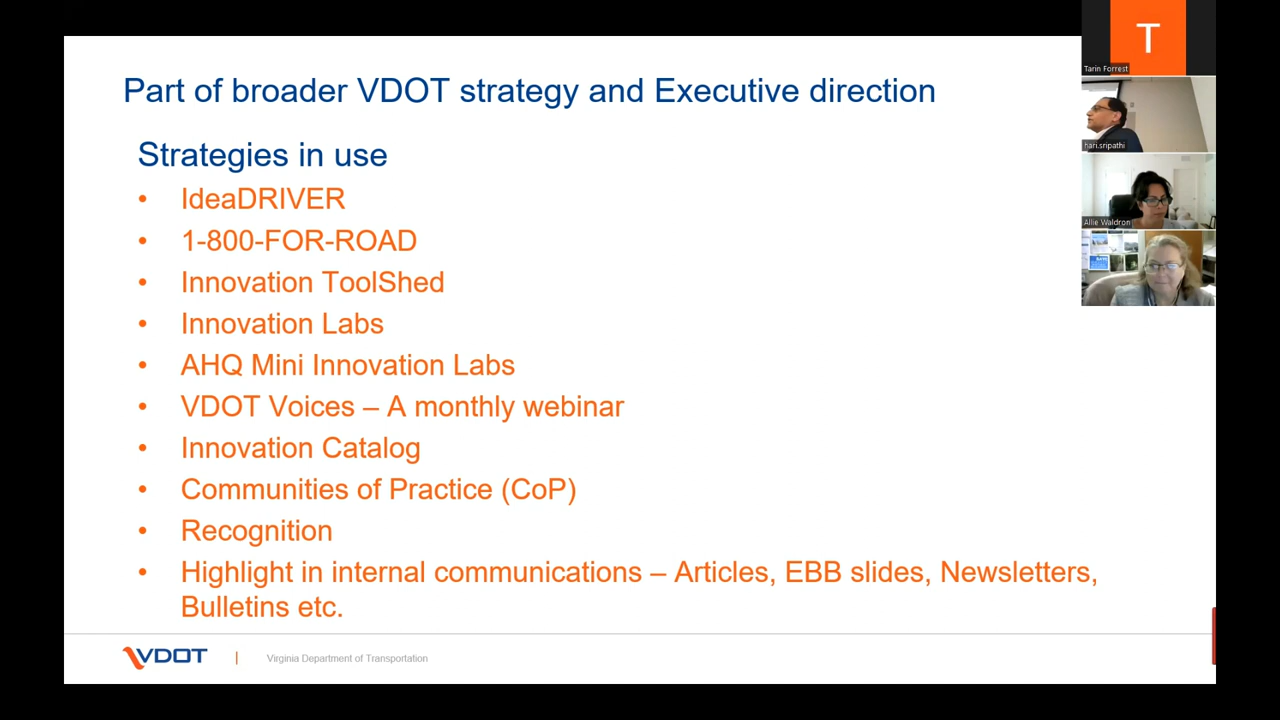 Part of broader VDOT strategy and Executive direction
Strategies in use
• IdeaDRIVER
• 1-800-FOR-ROAD
• Innovation ToolShed
• Innovation Labs
• AHQ Mini Innovation Labs
• VDOT Voices – A monthly webinar
• Innovation Catalog
• Communities of Practice (CoP)
• Recognition
• Highlight in internal communications – Articles, EBB slides, Newsletters,
Bulletins etc.
VDOT | Virginia Department of Transportation
T
Tarin Forrest
hari.sripathi
Allie Waldron